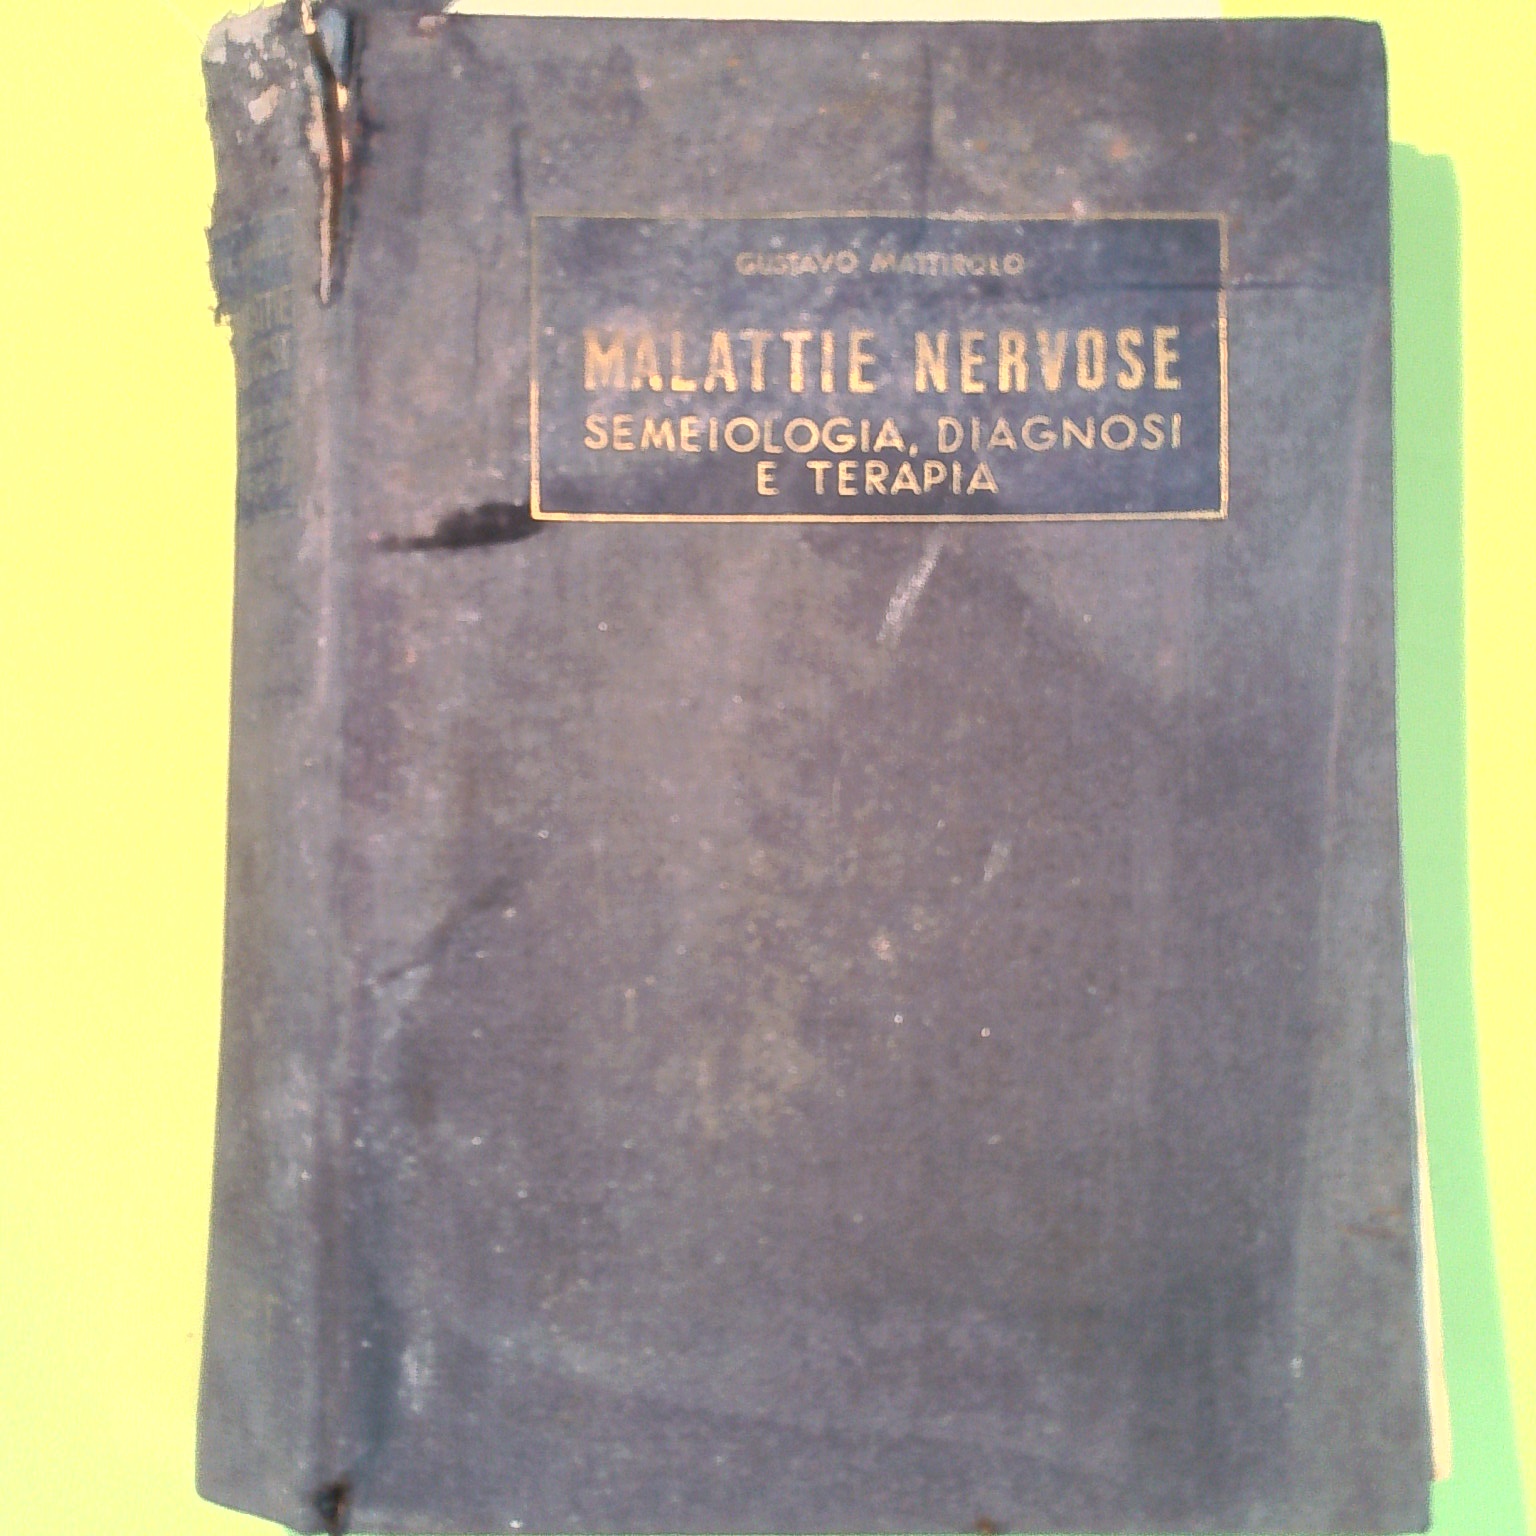 GUSTAVO MATTIROLO
MALATTIE NERVOSE
SEMEIOLOGIA, DIAGNOSI
E TERAPIA